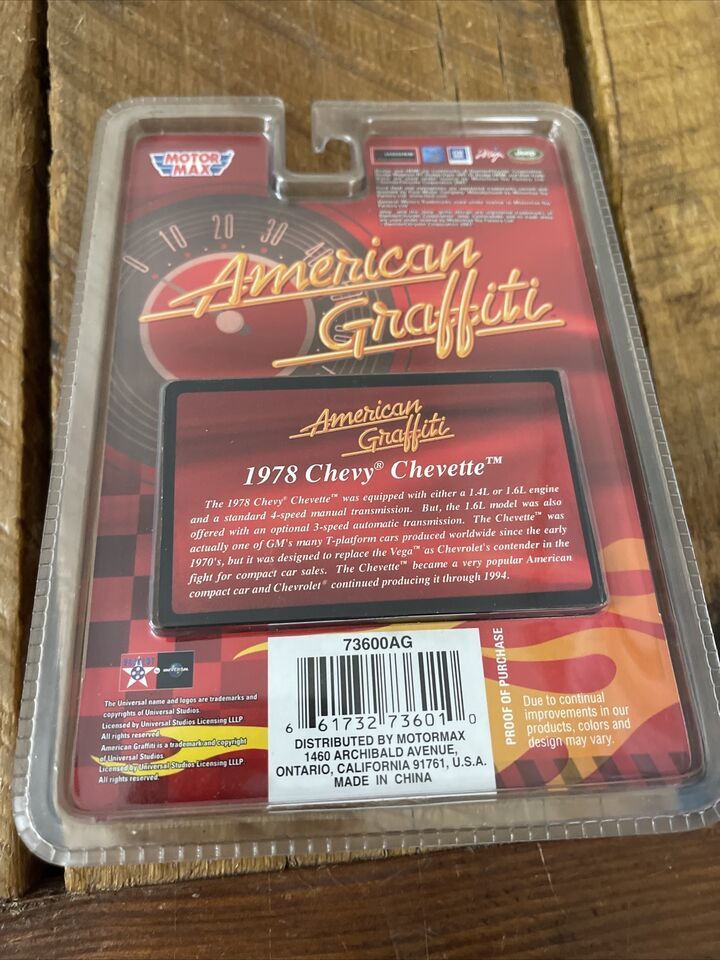 MOTOR
MAX
GM
Jeep
0 10 20 30 40
American
Graffiti
American
Graffiti
1978 Chevy® Chevette™
The 1978 Chevy® Chevette™ was equipped with either a 1.4L or 1.6L engine
and a standard 4-speed manual transmission. But, the 1.6L model was also
offered with an optional 3-speed automatic transmission. The Chevette™ was
actually one of GM's many T-platform cars produced worldwide since the early
1970's, but it was designed to replace the Vega™ as Chevrolet's contender in the
fight for compact car sales. The Chevette™ became a very popular American
compact car and Chevrolet® continued producing it through 1994.
UNIVERSAL
The Universal name and logos are trademarks and
copyrights of Universal Studios.
Licensed by Universal Studios Licensing LLLP
All rights reserved.
American Graffiti is a trademark and copyright
of Universal Studios
Licensed by Universal Studios Licensing LLLP
All rights reserved.
73600AG
6 61732 73601 0
DISTRIBUTED BY MOTORMAX
1460 ARCHIBALD AVENUE,
ONTARIO, CALIFORNIA 91761, U.S.A.
MADE IN CHINA
PROOF OF PURCHASE
Due to continual
improvements in our
products, colors and
design may vary.